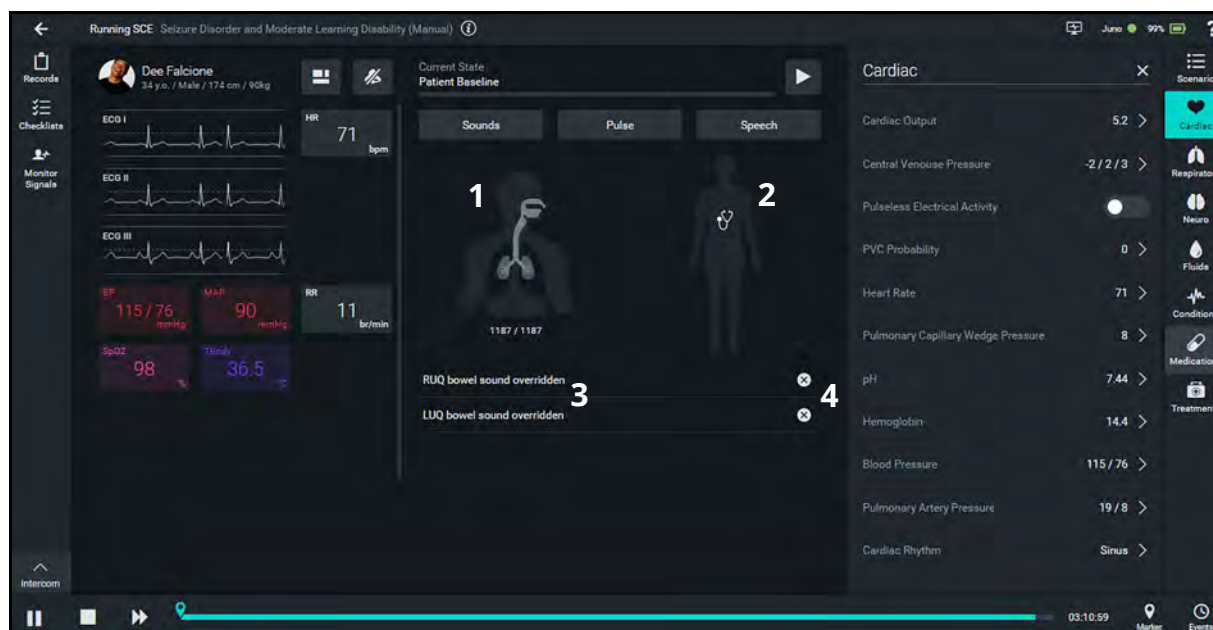 Running SCE Seizure Disorder and Moderate Learning Disability (Manual) i
Juno 99% ?
Records
Checklists
Monitor
Signals
Intercom
Dee Falcione
34 y.o. / Male / 174 cm / 90kg
ECG I
ECG II
ECG III
HR
71
bpm
BP
115 / 76
mmHg
MAP
90
mmHg
RR
11
br/min
SpO2
98
%
TBody
36.5
°C
Current State
Patient Baseline
Sounds Pulse Speech
1
2
1187 / 1187
RUQ bowel sound overridden
3
4
LUQ bowel sound overridden
Cardiac
Cardiac Output 5.2
Central Venouse Pressure -2 / 2 / 3
Pulseless Electrical Activity
PVC Probability 0
Heart Rate 71
Pulmonary Capillary Wedge Pressure 8
pH 7.44
Hemoglobin 14.4
Blood Pressure 115 / 76
Pulmonary Artery Pressure 19 / 8
Cardiac Rhythm Sinus
Scenario
Cardiac
Respirator
Neuro
Fluids
Condition
Medication
Treatment
03:10:59
Marker
Events